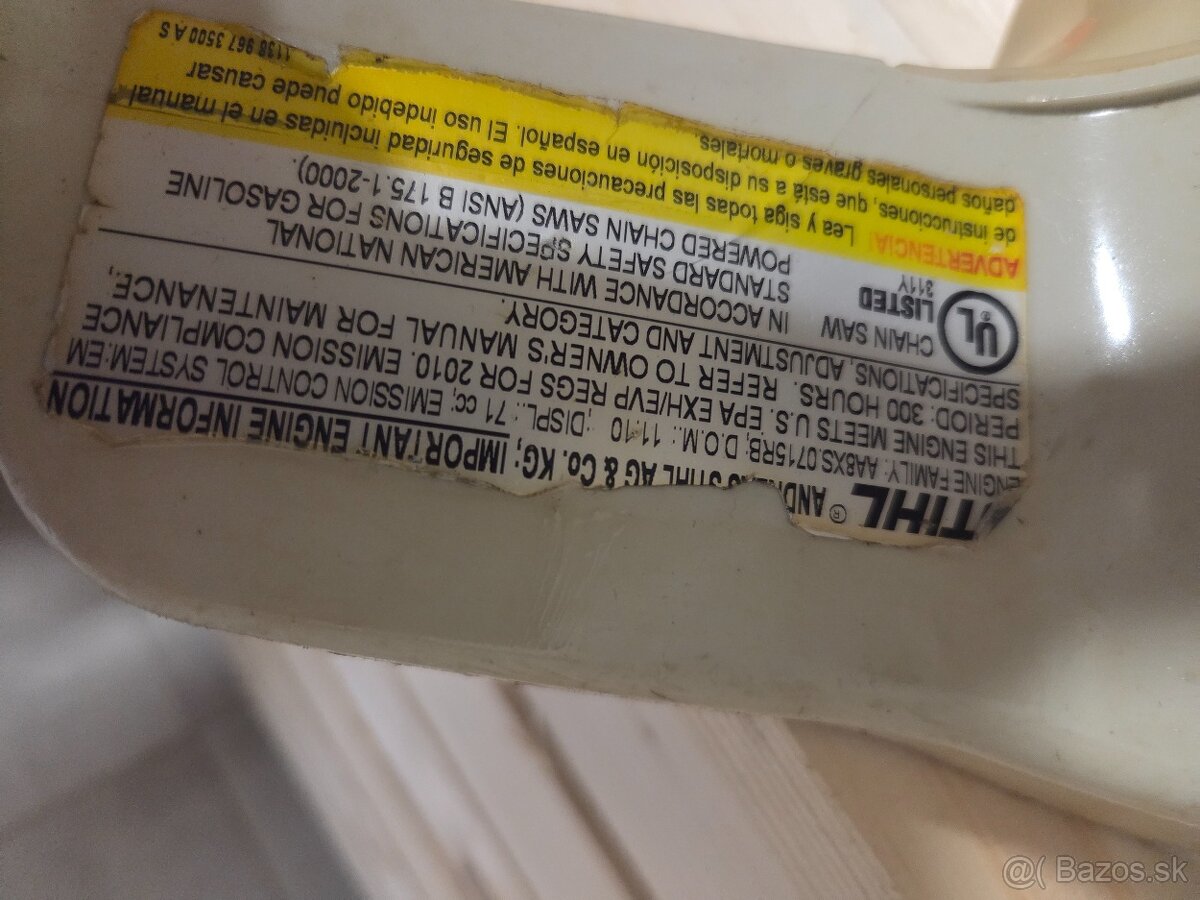 STIHL® ANDREAS STIHL AG & Co. KG; IMPORTANT ENGINE INFORMATION
ENGINE FAMILY: AA8XS.0715RB; D.O.M.: 11.10 ;DISPL.: 71 cc; EMISSION CONTROL SYSTEM:EM
THIS ENGINE MEETS U.S. EPA EXH/EVP REGS FOR 2010. EMISSION COMPLIANCE
PERIOD: 300 HOURS. REFER TO OWNER'S MANUAL FOR MAINTENANCE,
SPECIFICATIONS, ADJUSTMENT AND CATEGORY.
UL®
CHAIN SAW
LISTED
311Y
IN ACCORDANCE WITH AMERICAN NATIONAL
STANDARD SAFETY SPECIFICATIONS FOR GASOLINE
POWERED CHAIN SAWS (ANSI B 175.1-2000).
ADVERTENCIA! Lea y siga todas las precauciones de seguridad incluidas en el manual
de instrucciones, que está a su disposición en español. El uso indebido puede causar
daños personales graves o mortales.
1138 967 3500 A S
@( Bazos.sk